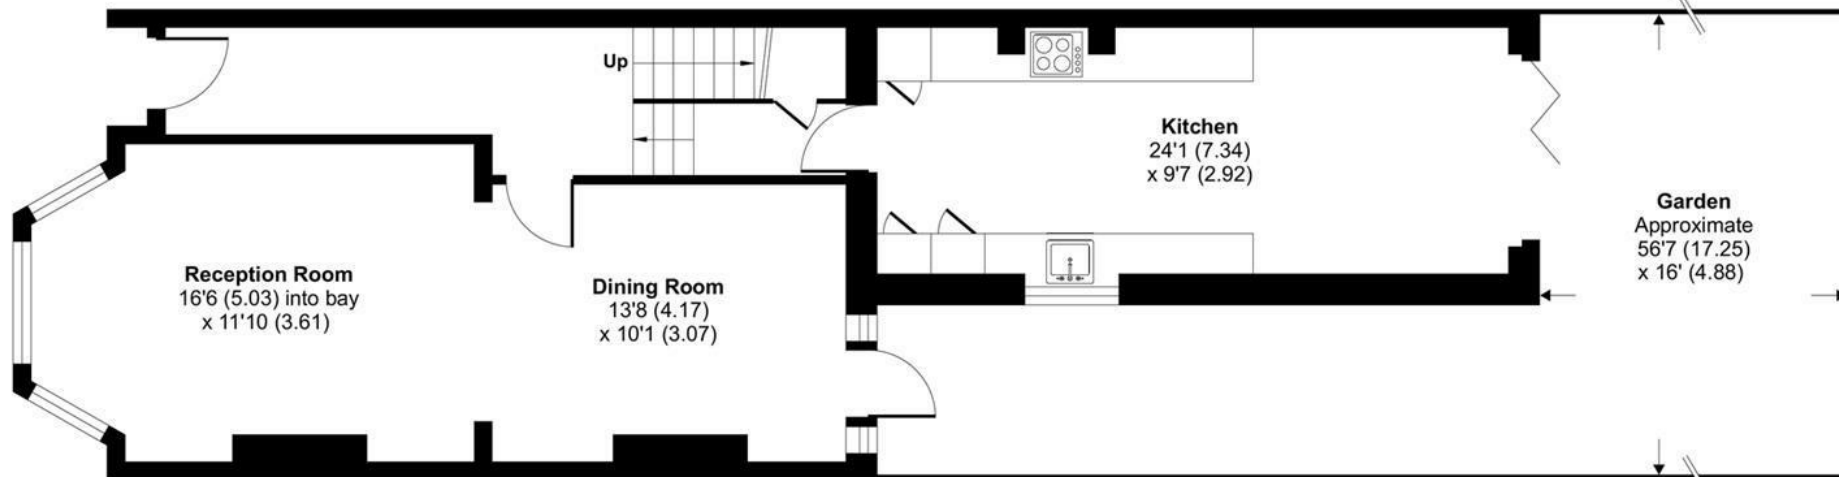 Up
Kitchen
24'1 (7.34)
x 9'7 (2.92)
Garden
Approximate
56'7 (17.25)
x 16' (4.88)
Reception Room
16'6 (5.03) into bay
x 11'10 (3.61)
Dining Room
13'8 (4.17)
x 10'1 (3.07)